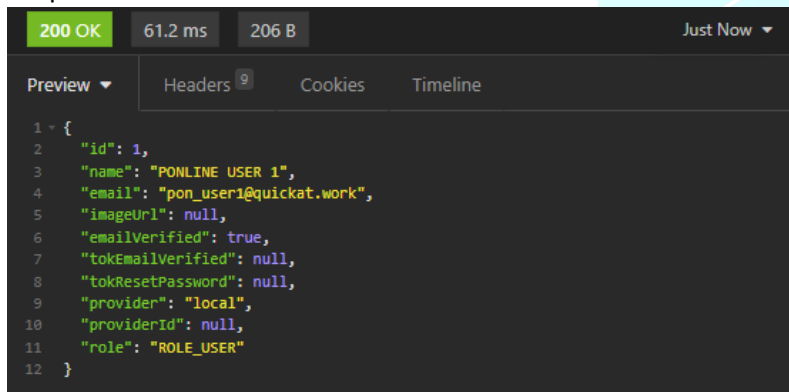 200 OK 61.2 ms 206 B Just Now
Preview Headers 9 Cookies Timeline
1 {
2 "id": 1,
3 "name": "PONLINE USER 1",
4 "email": "pon_user1@quickat.work",
5 "imageUrl": null,
6 "emailVerified": true,
7 "tokEmailVerified": null,
8 "tokResetPassword": null,
9 "provider": "local",
10 "providerId": null,
11 "role": "ROLE_USER"
12 }